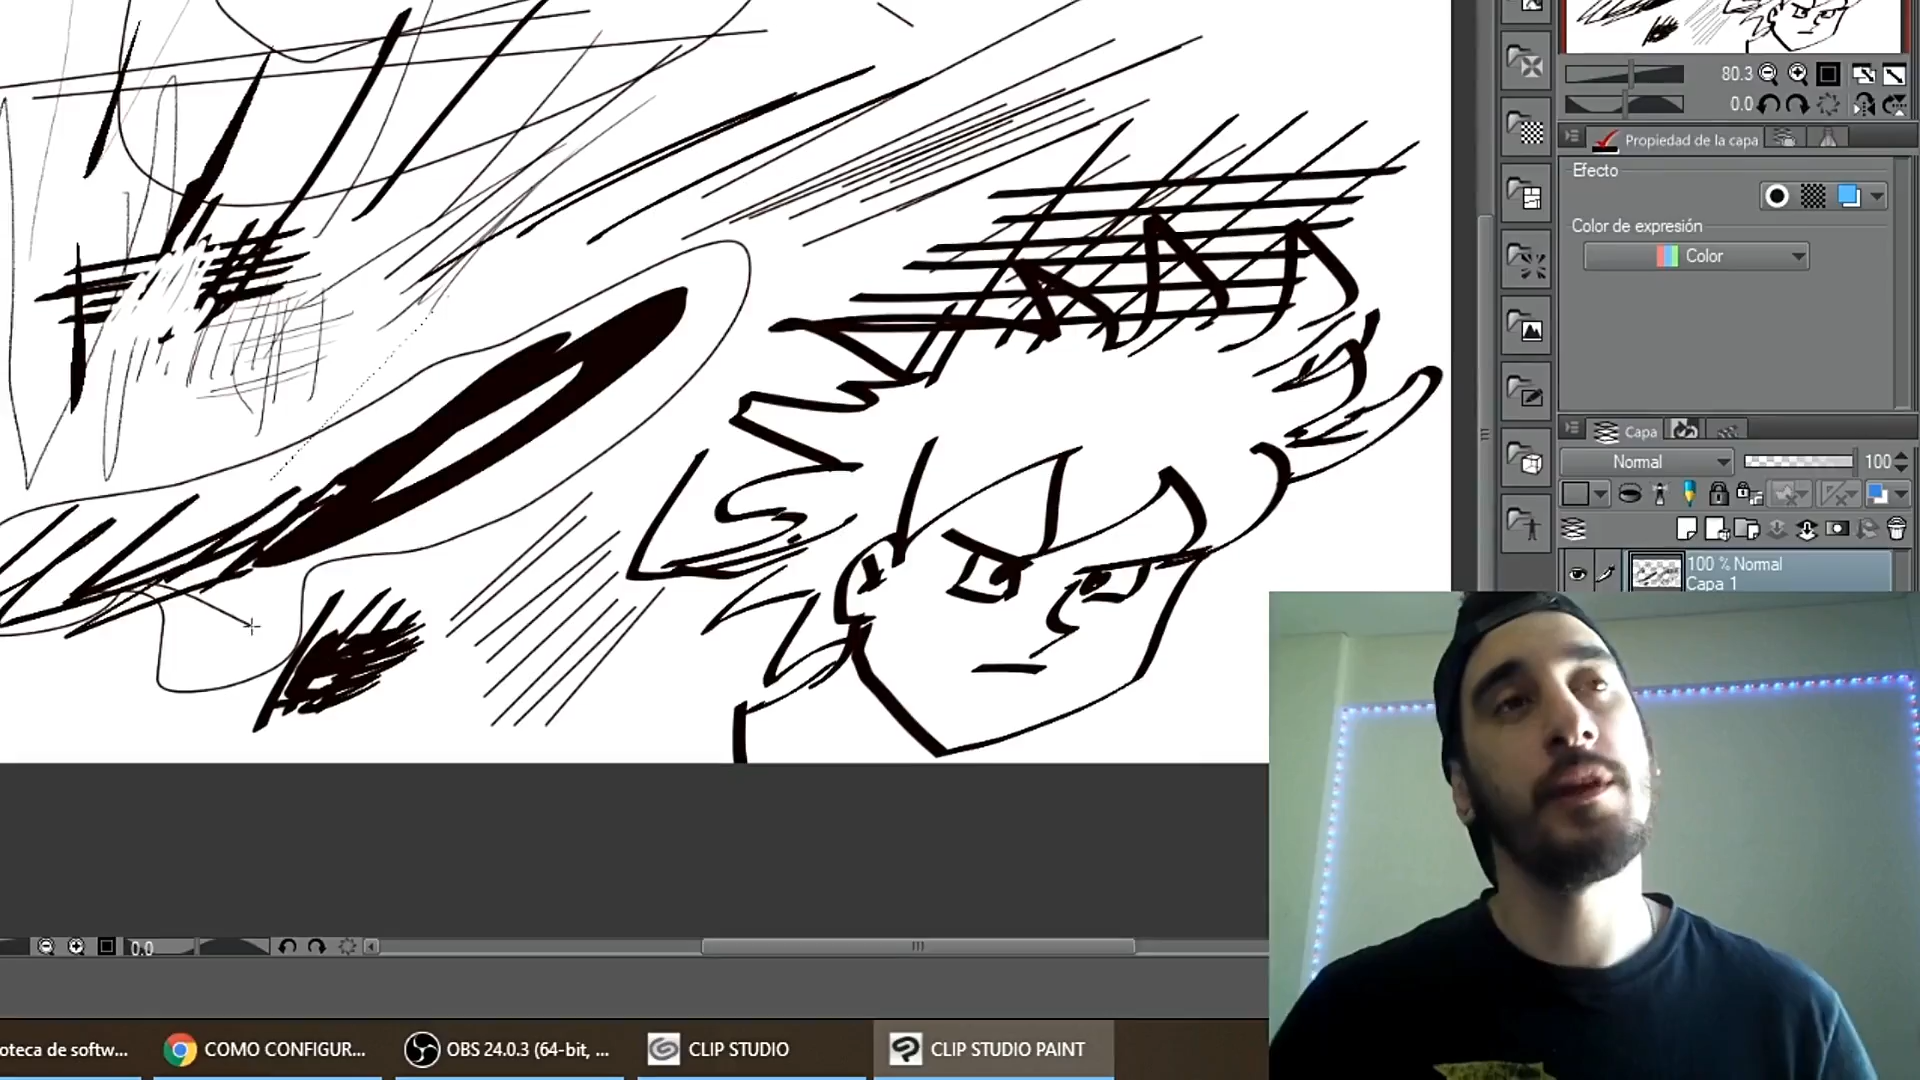 80.3
0.0
Propiedad de la capa
Efecto
Color de expresión
Color
Capa
Normal
100
100 % Normal
Capa 1
0.0
oteca de softw...
COMO CONFIGUR...
OBS 24.0.3 (64-bit, ...
CLIP STUDIO
CLIP STUDIO PAINT